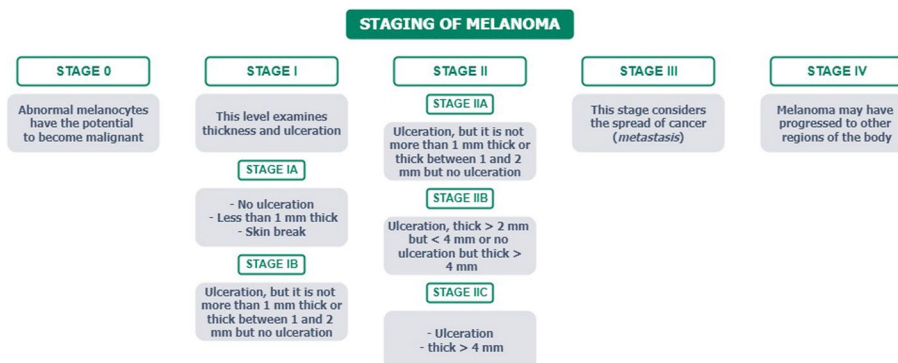 STAGING OF MELANOMA
STAGE 0
Abnormal melanocytes
have the potential
to become malignant
STAGE I
This level examines
thickness and ulceration
STAGE IA
- No ulceration
- Less than 1 mm thick
- Skin break
STAGE IB
Ulceration, but it is not
more than 1 mm thick or
thick between 1 and 2
mm but no ulceration
STAGE II
STAGE IIA
Ulceration, but it is not
more than 1 mm thick or
thick between 1 and 2
mm but no ulceration
STAGE IIB
Ulceration, thick > 2 mm
but < 4 mm or no
ulceration but thick >
4 mm
STAGE IIC
- Ulceration
- thick > 4 mm
STAGE III
This stage considers
the spread of cancer
(metastasis)
STAGE IV
Melanoma may have
progressed to other
regions of the body